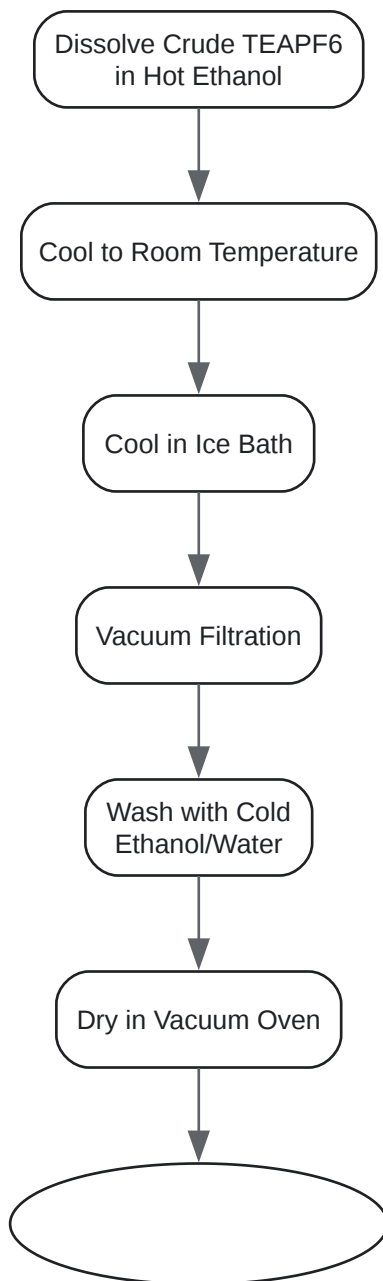 Dissolve Crude TEAPF6
in Hot Ethanol
Cool to Room Temperature
Cool in Ice Bath
Vacuum Filtration
Wash with Cold
Ethanol/Water
Dry in Vacuum Oven